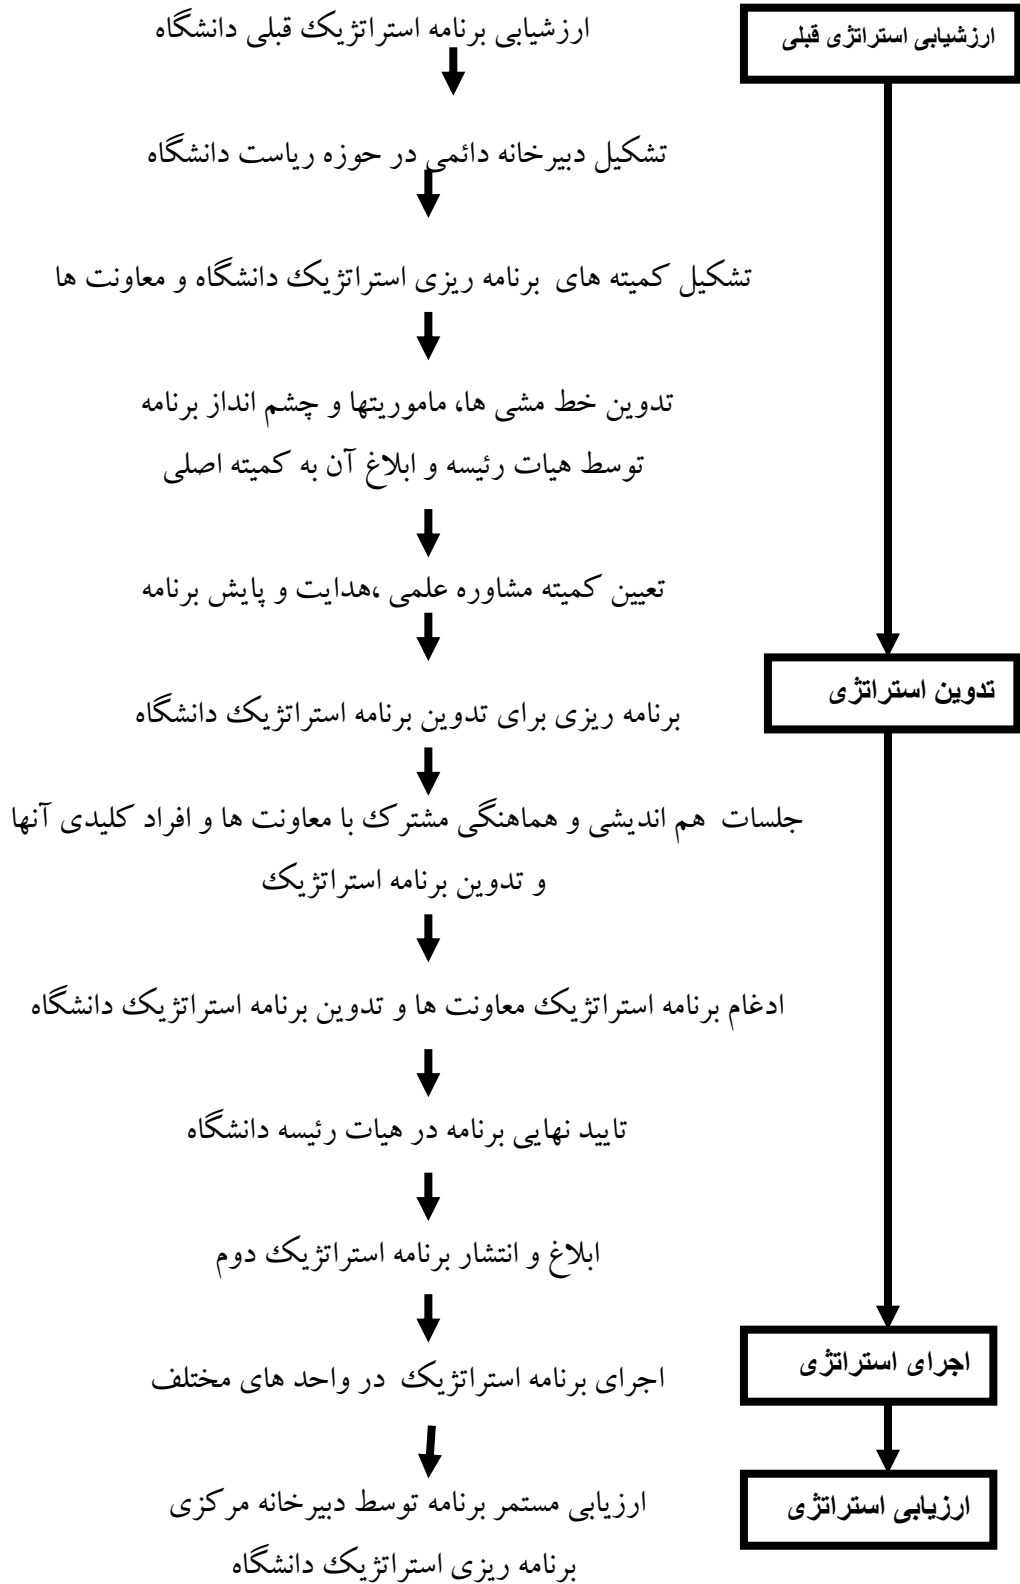 ارزشیابی استراتژی قبلی
ارزشیابی برنامه استراتژیک قبلی دانشگاه
تشکیل دبیرخانه دائمی در حوزه ریاست دانشگاه
تشکیل کمیته های برنامه ریزی استراتژیک دانشگاه و معاونت ها
تدوین خط مشی ها، ماموریتها و چشم انداز برنامه
توسط هیات رئیسه و ابلاغ آن به کمیته اصلی
تعیین کمیته مشاوره علمی ،هدایت و پایش برنامه
تدوین استراتژی
برنامه ریزی برای تدوین برنامه استراتژیک دانشگاه
جلسات هم اندیشی و هماهنگی مشترک با معاونت ها و افراد کلیدی آنها
و تدوین برنامه استراتژیک
ادغام برنامه استراتژیک معاونت ها و تدوین برنامه استراتژیک دانشگاه
تایید نهایی برنامه در هیات رئیسه دانشگاه
ابلاغ و انتشار برنامه استراتژیک دوم
اجرای استراتژی
اجرای برنامه استراتژیک در واحد های مختلف
ارزیابی استراتژی
ارزیابی مستمر برنامه توسط دبیرخانه مرکزی
برنامه ریزی استراتژیک دانشگاه